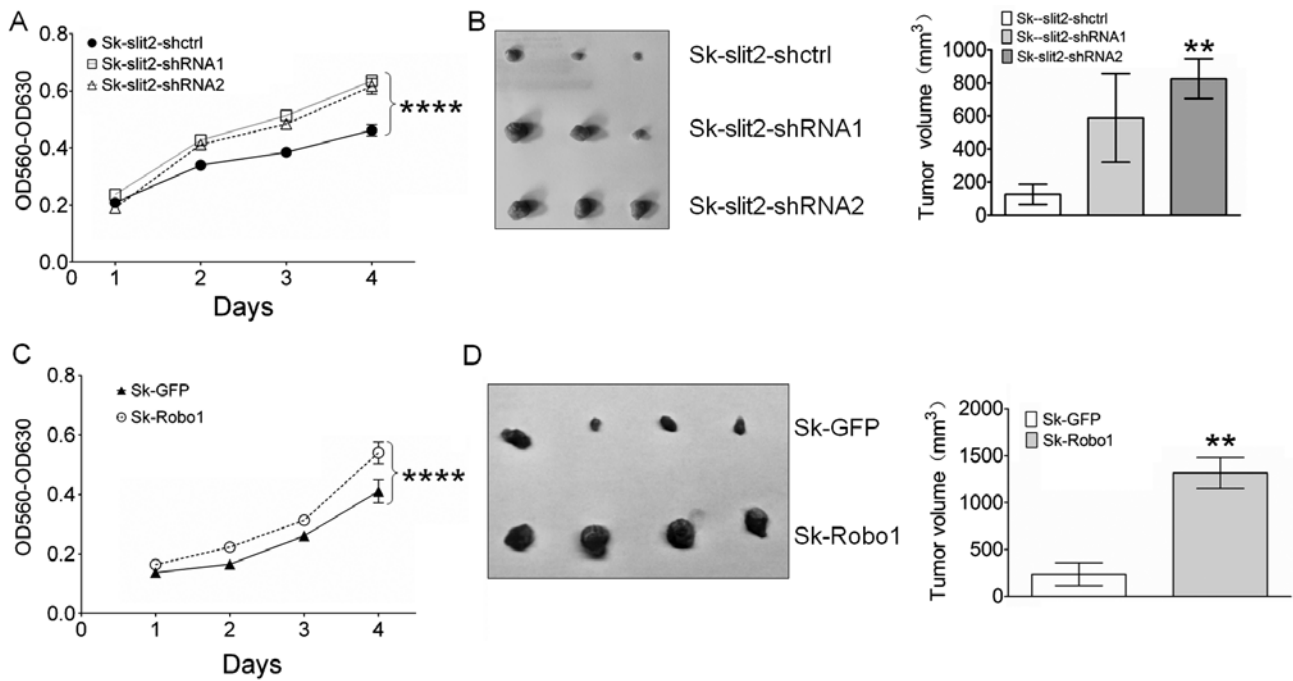 A
0.8
0.6
0.4
0.2
0.0
OD560-OD630
Sk-slit2-shctrl
Sk-slit2-shRNA1
Sk-slit2-shRNA2
****
0 1 2 3 4
Days
B
Sk-slit2-shctrl
Sk-slit2-shRNA1
Sk-slit2-shRNA2
Sk--slit2-shctrl
Sk--slit2-shRNA1
Sk-slit2-shRNA2
Tumor volume (mm3)
1000
800
600
400
200
0
**
C
0.8
0.6
0.4
0.2
0.0
OD560-OD630
Sk-GFP
Sk-Robo1
****
0 1 2 3 4
Days
D
Sk-GFP
Sk-Robo1
Tumor volume (mm3)
2000
1500
1000
500
0
Sk-GFP
Sk-Robo1
**